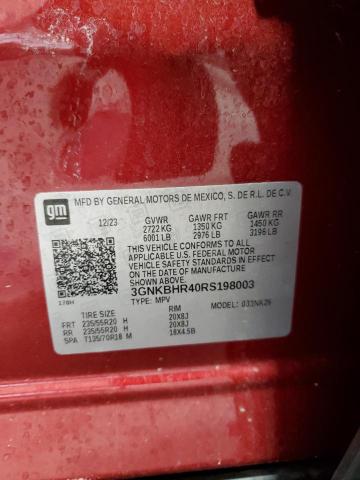 gm
MFD BY GENERAL MOTORS DE MEXICO, S. DE R.L. DE C.V.
12/23 GVWR GAWR FRT GAWR RR
2722 KG 1350 KG 1450 KG
6001 LB 2976 LB 3196 LB
THIS VEHICLE CONFORMS TO ALL
APPLICABLE U.S. FEDERAL MOTOR
VEHICLE SAFETY STANDARDS IN
EFFECT ON THE DATE OF
MANUFACTURE SHOWN ABOVE.
3GNKBHR40RS198003
TYPE: MPV
TIRE SIZE RIM MODEL:
FRT 235/55R20 H 20X8J
RR 235/55R20 H 20X8J
SPA T135/70R18 M 18X4.5B